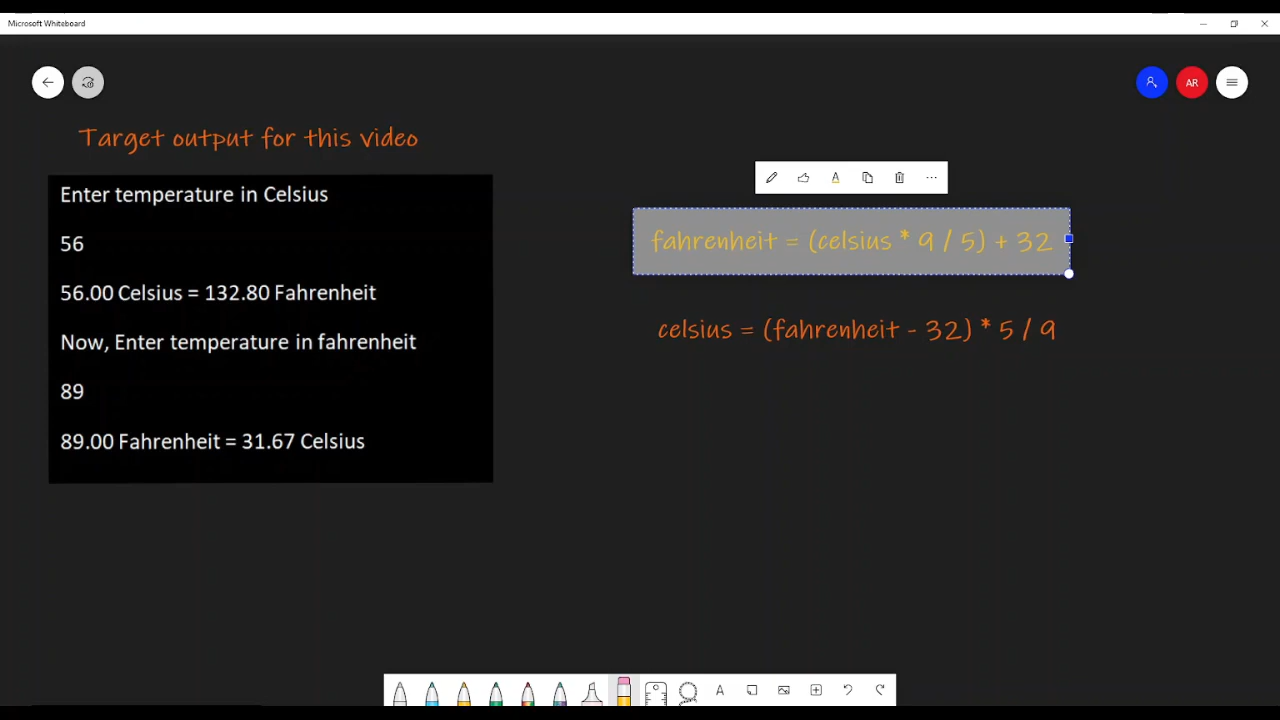 Microsoft Whiteboard
AR
Target output for this video
Enter temperature in Celsius
56
56.00 Celsius = 132.80 Fahrenheit
Now, Enter temperature in fahrenheit
89
89.00 Fahrenheit = 31.67 Celsius
A
fahrenheit = (celsius * 9 / 5) + 32
celsius = (fahrenheit - 32) * 5 / 9
A